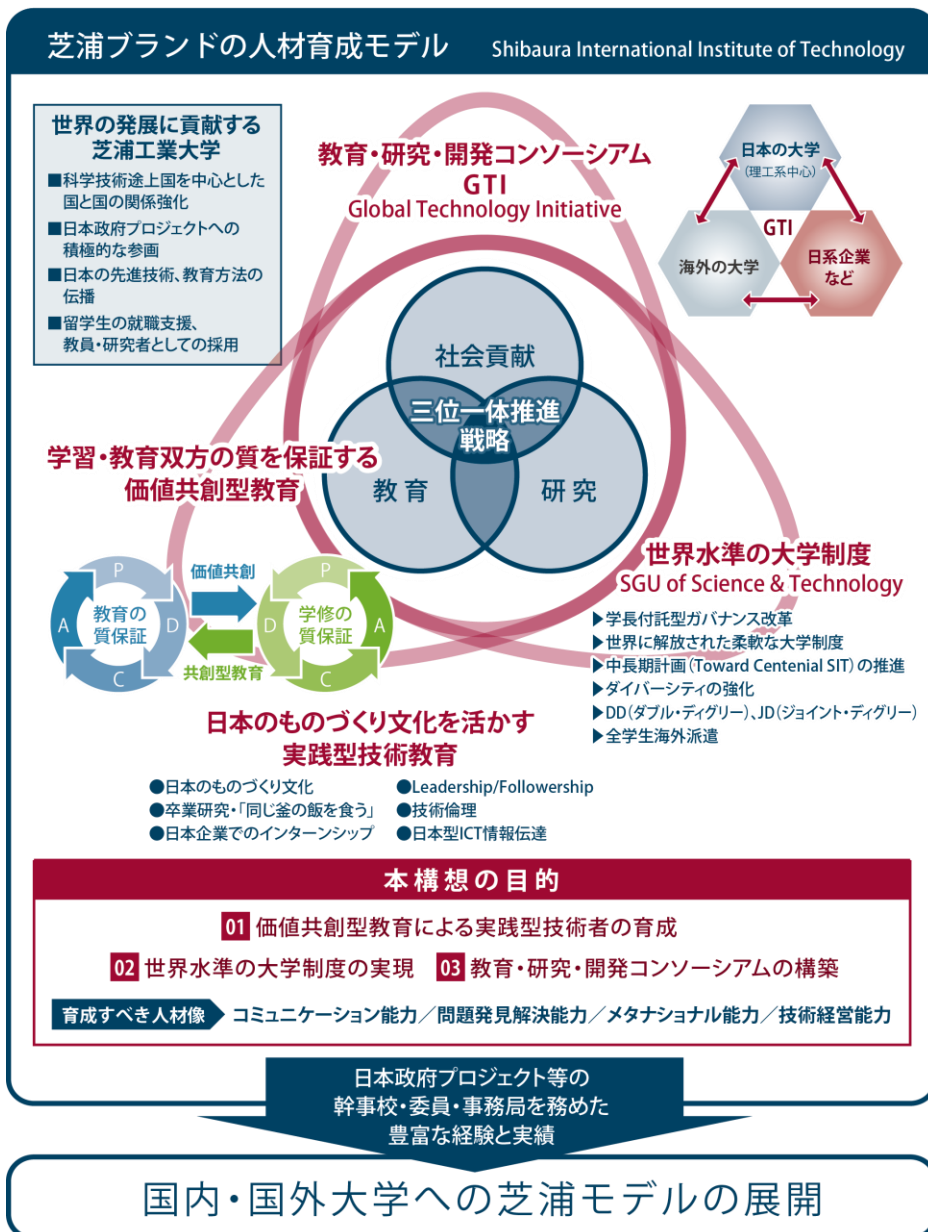 芝浦ブランドの人材育成モデル Shibaura International Institute of Technology
世界の発展に貢献する
芝浦工業大学
■科学技術途上国を中心とした
国と国の関係強化
■日本政府プロジェクトへの
積極的な参画
■日本の先進技術、教育方法の
伝播
■留学生の就職支援、
教員・研究者としての採用
教育・研究・開発コンソーシアム
GTI
Global Technology Initiative
日本の大学
(理工系中心)
GTI
海外の大学
日系企業
など
社会貢献
三位一体推進
戦略
教育
研究
学習・教育双方の質を保証する
価値共創型教育
P
A
教育の
質保証
D
C
価値共創
共創型教育
P
D
学修の
質保証
A
C
世界水準の大学制度
SGU of Science & Technology
▶学長付託型ガバナンス改革
▶世界に解放された柔軟な大学制度
▶中長期計画(Toward Centenial SIT)の推進
▶ダイバーシティの強化
▶DD(ダブル・ディグリー)、JD(ジョイント・ディグリー)
▶全学生海外派遣
日本のものづくり文化を活かす
実践型技術教育
●日本のものづくり文化
●卒業研究・「同じ釜の飯を食う」
●日本企業でのインターンシップ
●Leadership/Followership
●技術倫理
●日本型ICT情報伝達
本構想の目的
01 価値共創型教育による実践型技術者の育成
02 世界水準の大学制度の実現 03 教育・研究・開発コンソーシアムの構築
育成すべき人材像 コミュニケーション能力／問題発見解決能力／メタナショナル能力／技術経営能力
日本政府プロジェクト等の
幹事校・委員・事務局を務めた
豊富な経験と実績
国内・国外大学への芝浦モデルの展開